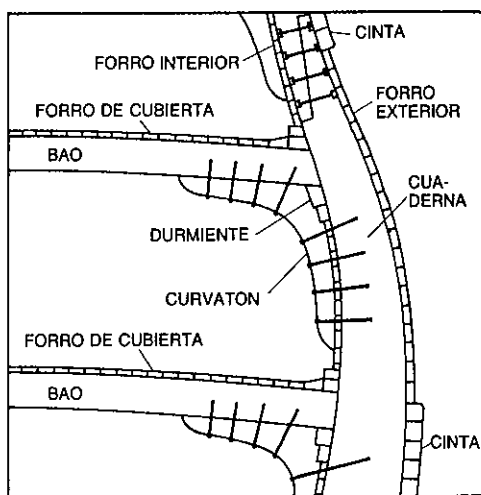 CINTA
FORRO INTERIOR
FORRO
EXTERIOR
FORRO DE CUBIERTA
BAO
CUA-
DERNA
DURMIENTE
CURVATON
FORRO DE CUBIERTA
BAO
CINTA